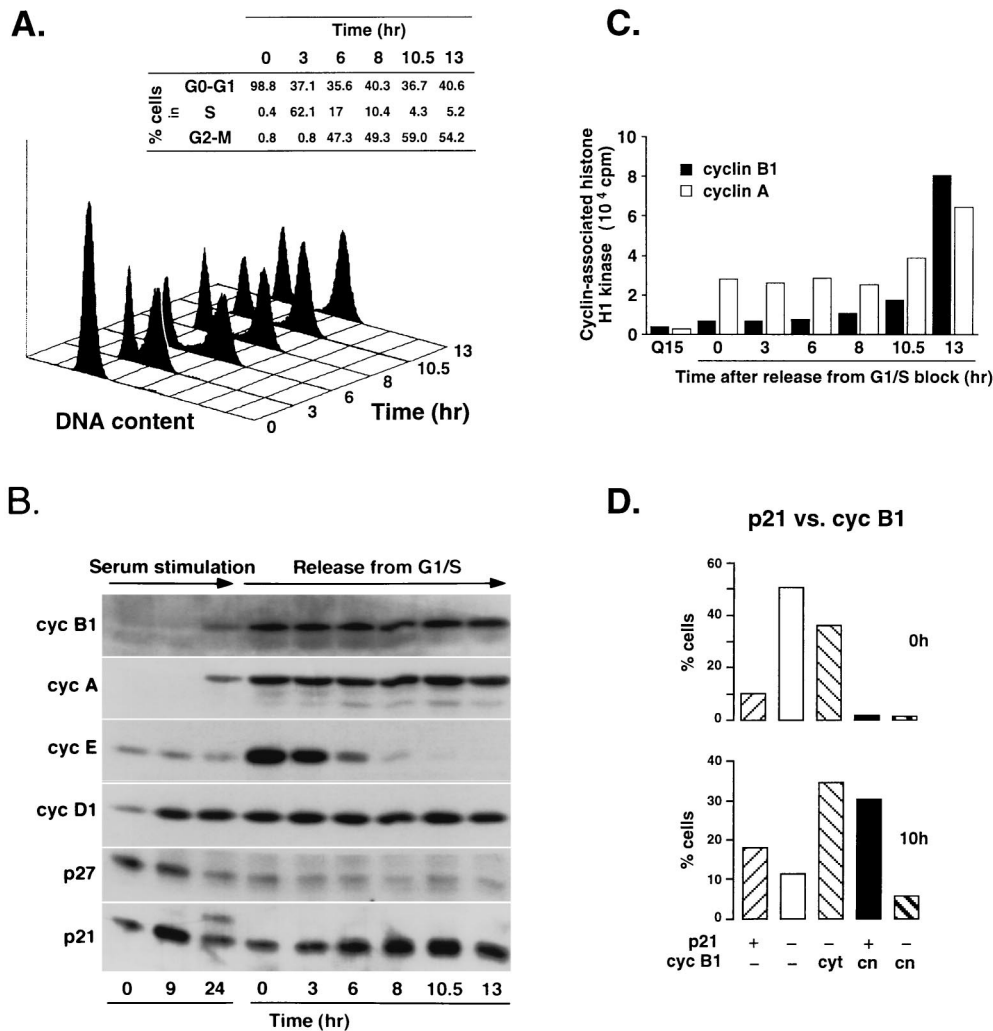 A.
Time (hr)
0 3 6 8 10.5 13
% cells in
G0-G1 98.8 37.1 35.6 40.3 36.7 40.6
S 0.4 62.1 17 10.4 4.3 5.2
G2-M 0.8 0.8 47.3 49.3 59.0 54.2
DNA content
Time (hr)
0 3 6 8 10.5 13
C.
Cyclin-associated histone
H1 kinase (10 4 cpm)
10
8
6
4
2
0
cyclin B1
cyclin A
Q15 0 3 6 8 10.5 13
Time after release from G1/S block (hr)
B.
Serum stimulation Release from G1/S
cyc B1
cyc A
cyc E
cyc D1
p27
p21
0 9 24 0 3 6 8 10.5 13
Time (hr)
D.
p21 vs. cyc B1
% cells
60
40
20
0
0h
% cells
40
30
20
10
0
10h
p21 + – – + –
cyc B1 – – cyt cn cn